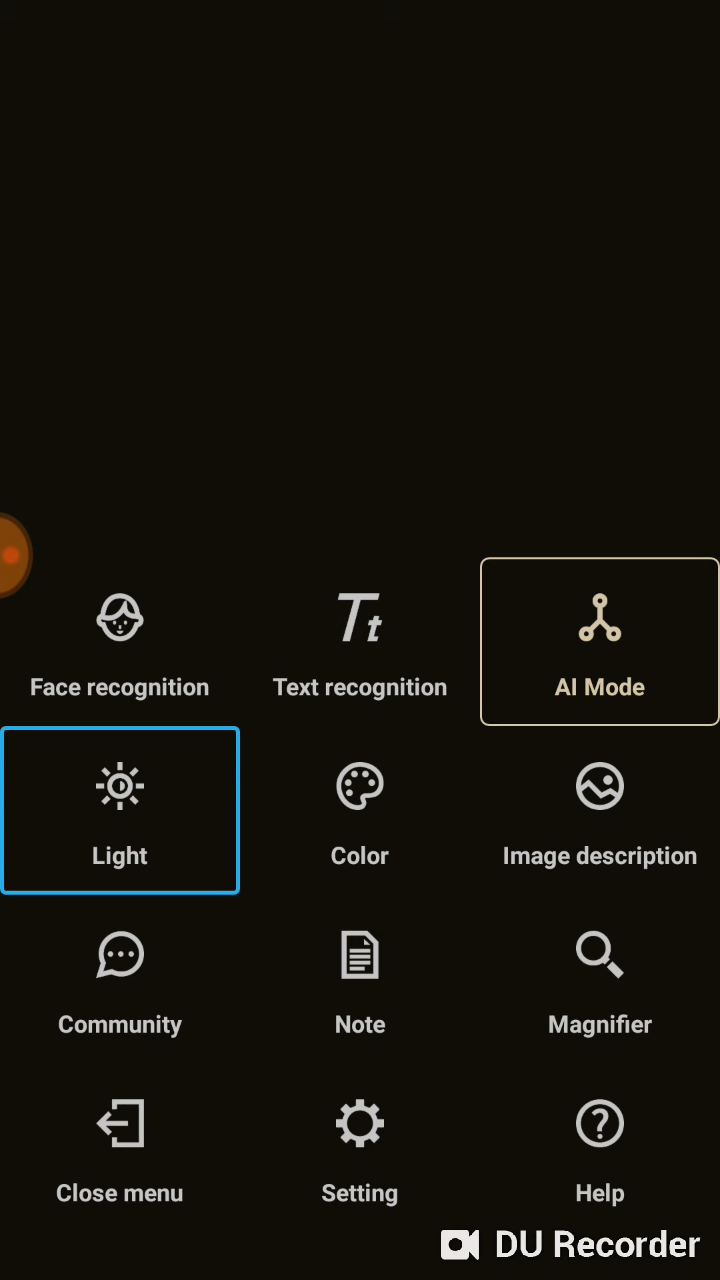 Face recognition
Text recognition
AI Mode
Light
Color
Image description
Community
Note
Magnifier
Close menu
Setting
Help
DU Recorder